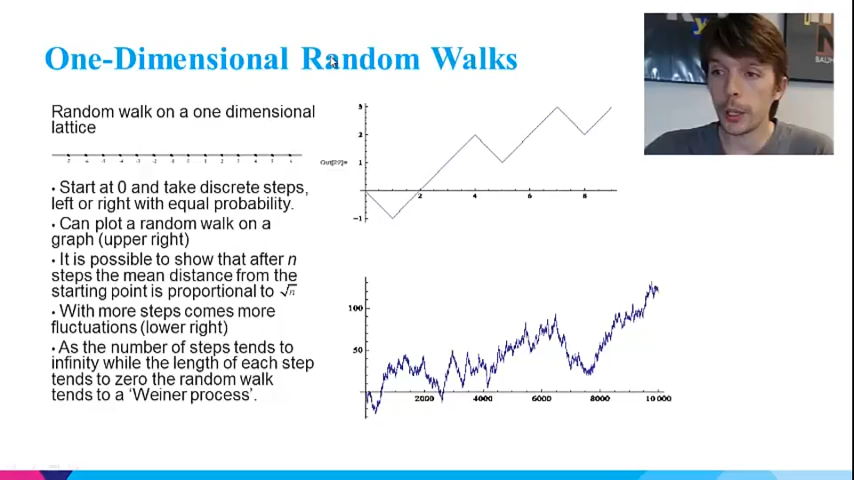 One-Dimensional Random Walks
Random walk on a one dimensional
lattice
• Start at 0 and take discrete steps,
left or right with equal probability.
• Can plot a random walk on a
graph (upper right)
• It is possible to show that after n
steps the mean distance from the
starting point is proportional to √n
• With more steps comes more
fluctuations (lower right)
• As the number of steps tends to
infinity while the length of each step
tends to zero the random walk
tends to a ‘Weiner process’.
3
2
1
-1
2 4 6 8
100
50
2000 4000 6000 8000 10 000